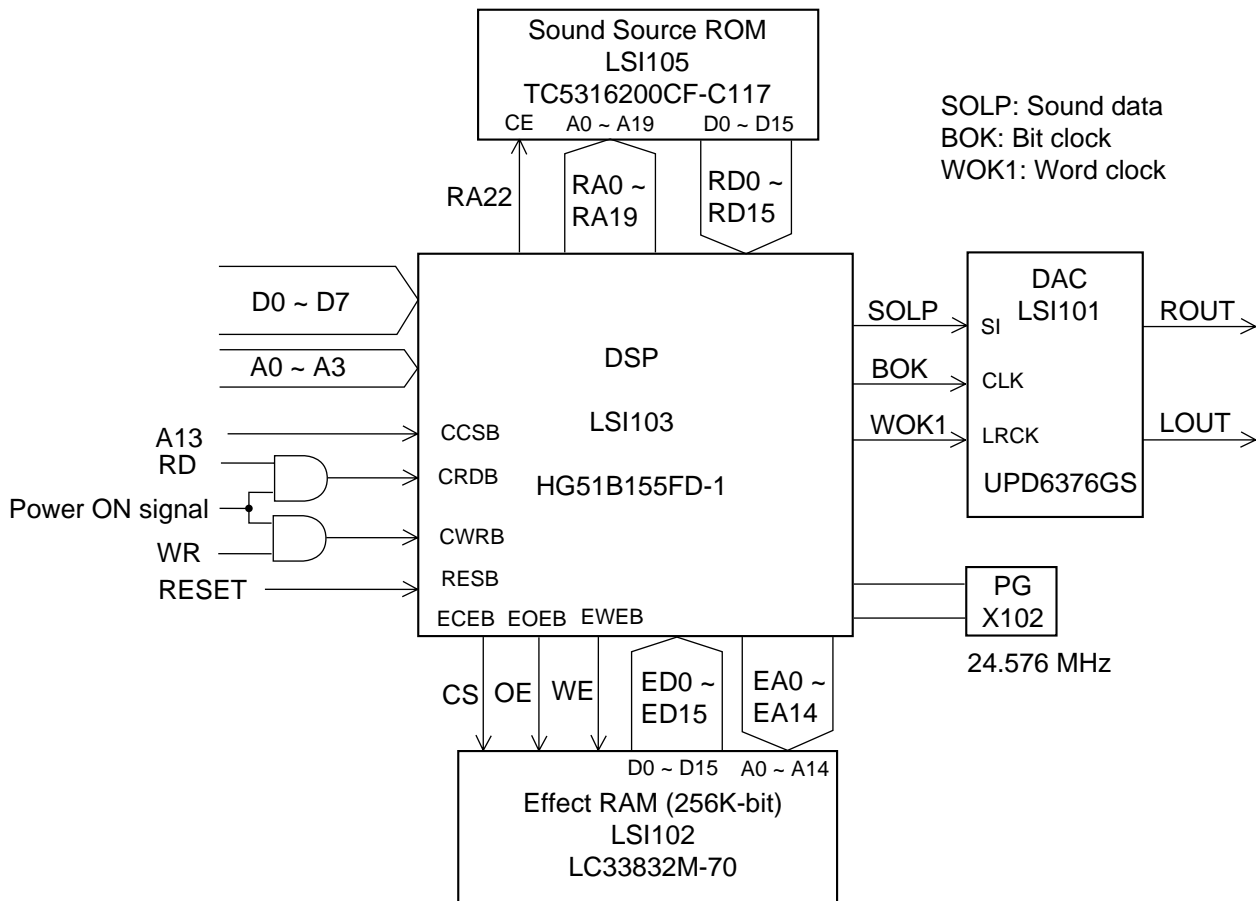 Sound Source ROM
LSI105
TC5316200CF-C117
CE A0 ~ A19 D0 ~ D15
SOLP: Sound data
BOK: Bit clock
WOK1: Word clock
RA22
RA0 ~
RA19
RD0 ~
RD15
D0 ~ D7
A0 ~ A3
A13
RD
Power ON signal
WR
RESET
CCSB
CRDB
CWRB
RESB
ECEB EOEB EWEB
DSP
LSI103
HG51B155FD-1
SOLP
BOK
WOK1
DAC
LSI101
SI
CLK
LRCK
UPD6376GS
ROUT
LOUT
PG
X102
24.576 MHz
CS
OE
WE
ED0 ~
ED15
EA0 ~
EA14
D0 ~ D15 A0 ~ A14
Effect RAM (256K-bit)
LSI102
LC33832M-70